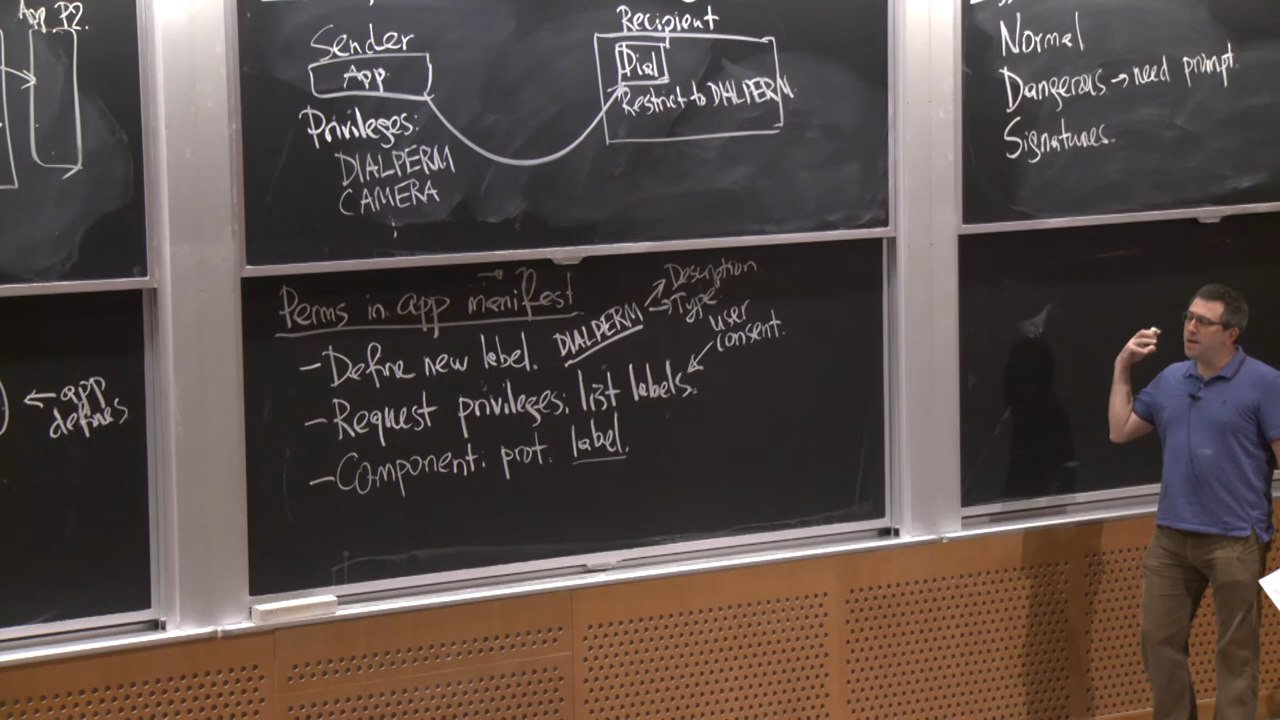 App P2.
← app
defines
Sender
App
Privileges:
DIALPERM
CAMERA
Recipient
Dial
Restrict to DIALPERM.
Perms in app manifest
- Define new label. DIALPERM
Description
Type:
user
consent.
- Request privileges: list labels.
- Component: prot. label.
Normal
Dangerous → need prompt.
Signatures.